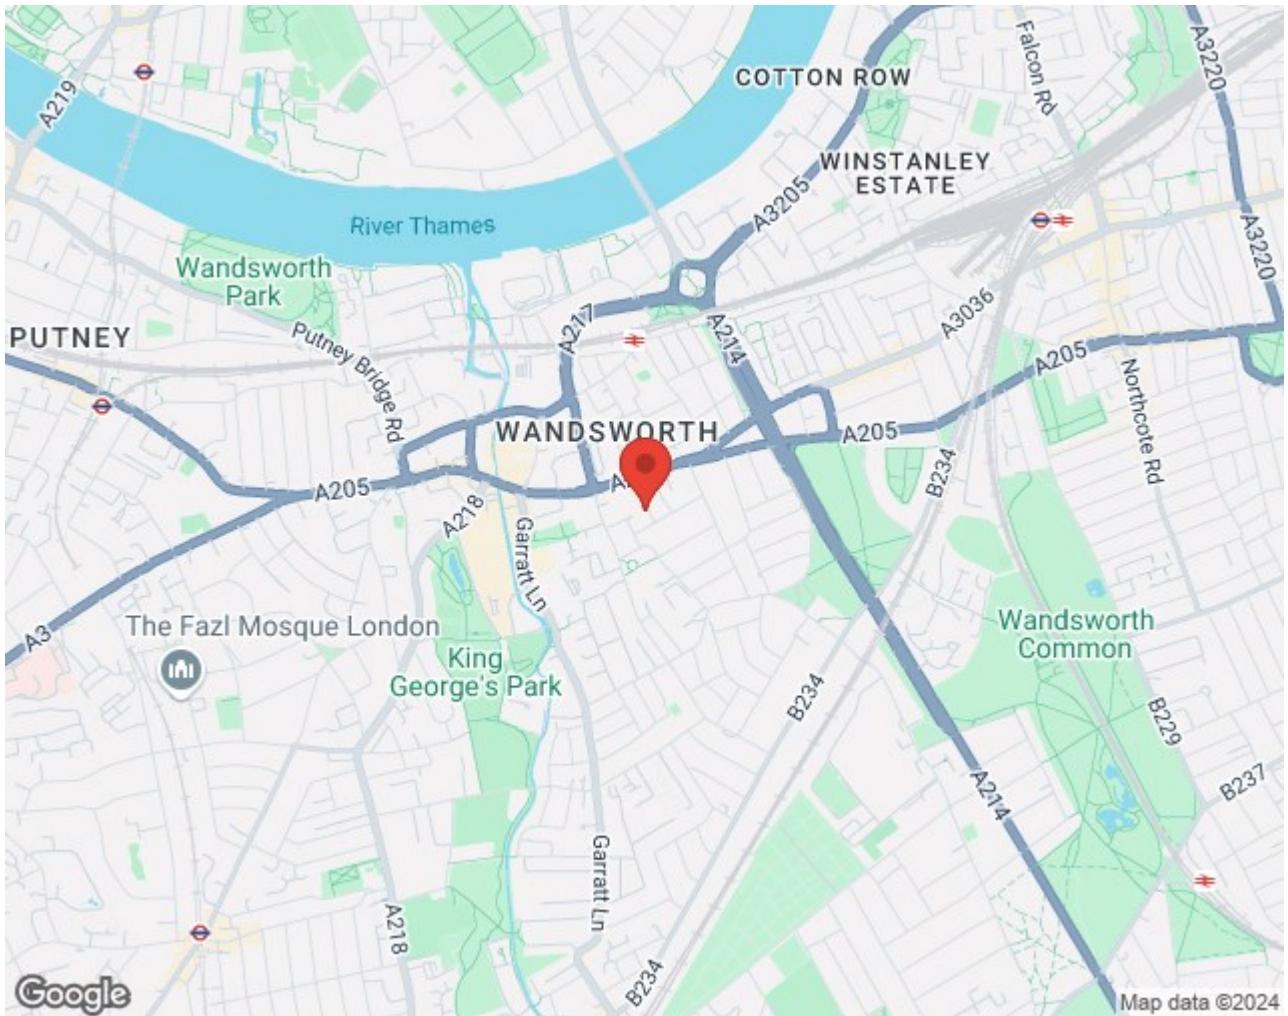 COTTON ROW
Falcon Rd
A3220
A219
WINSTANLEY
ESTATE
A3205
River Thames
A3220
Wandsworth
Park
A3036
PUTNEY
Putney Bridge Rd
A217
A214
A205
Northcote Rd
WANDSWORTH
A205
A205
A218
B234
Garratt Ln
A3
The Fazl Mosque London
King
George's Park
Wandsworth
Common
B234
B229
A214
B237
Garratt Ln
A218
B234
Google
Map data ©2024